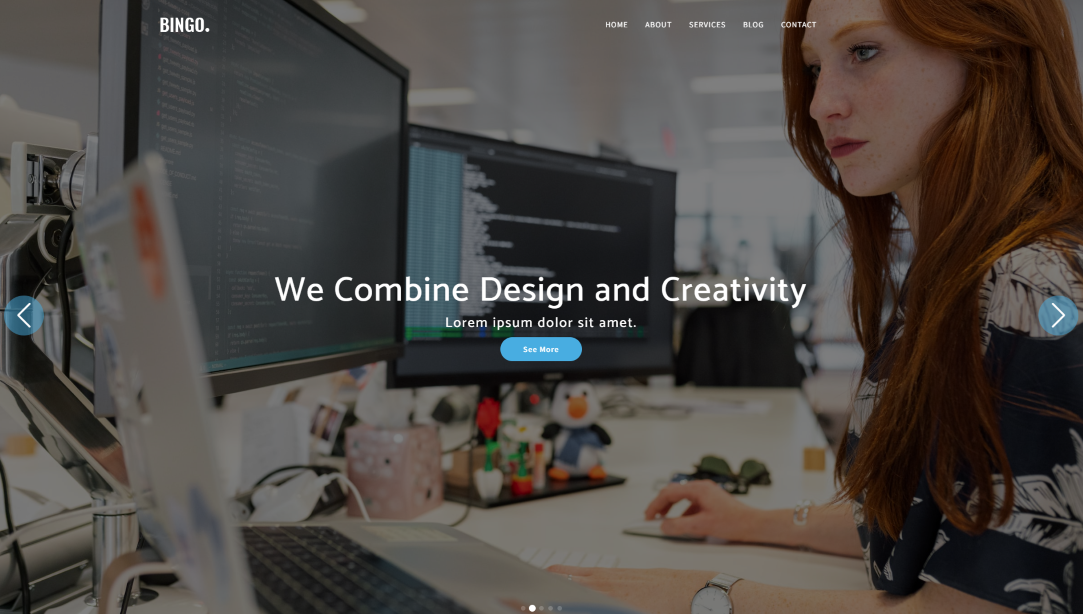 BINGO.
HOME ABOUT SERVICES BLOG CONTACT
We Combine Design and Creativity
Lorem ipsum dolor sit amet.
See More